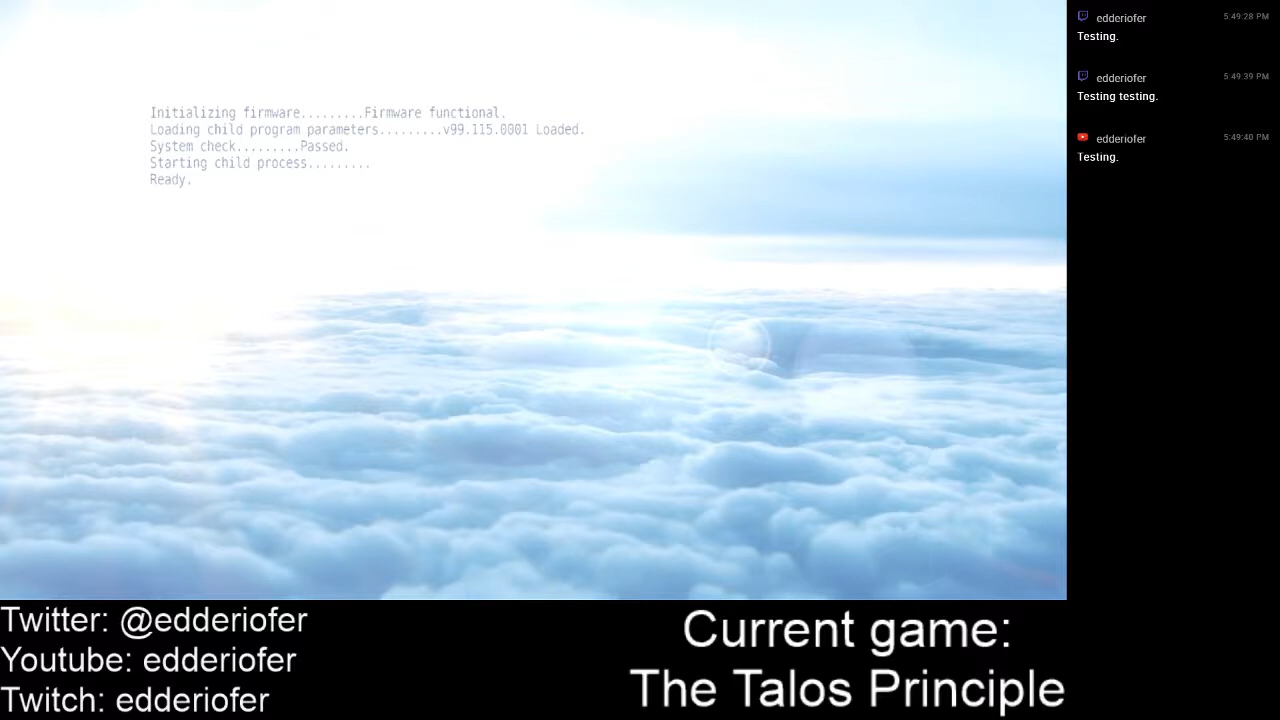 Initializing firmware.........Firmware functional.
Loading child program parameters.........v99.115.0001 Loaded.
System check.........Passed.
Starting child process.........
Ready.
edderiofer 5:49:28 PM
Testing.
edderiofer 5:49:39 PM
Testing testing.
edderiofer 5:49:40 PM
Testing.
Twitter: @edderiofer
Youtube: edderiofer
Twitch: edderiofer
Current game:
The Talos Principle